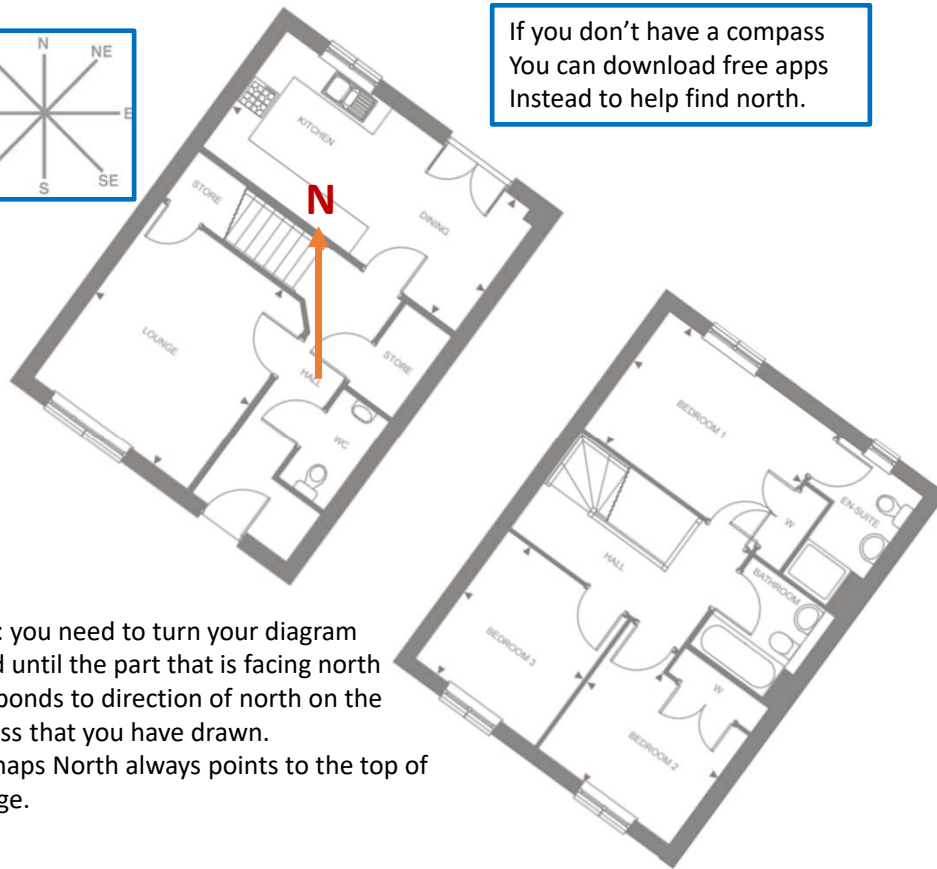 N
NE
E
SE
S
If you don't have a compass
You can download free apps
Instead to help find north.
KITCHEN
STORE
N
DINING
LOUNGE
HALL
STORE
WC
BEDROOM 1
W
EN-SUITE
HALL
BATHROOM
BEDROOM 3
W
BEDROOM 2
: you need to turn your diagram
until the part that is facing north
ponds to direction of north on the
ss that you have drawn.
naps North always points to the top of
ge.